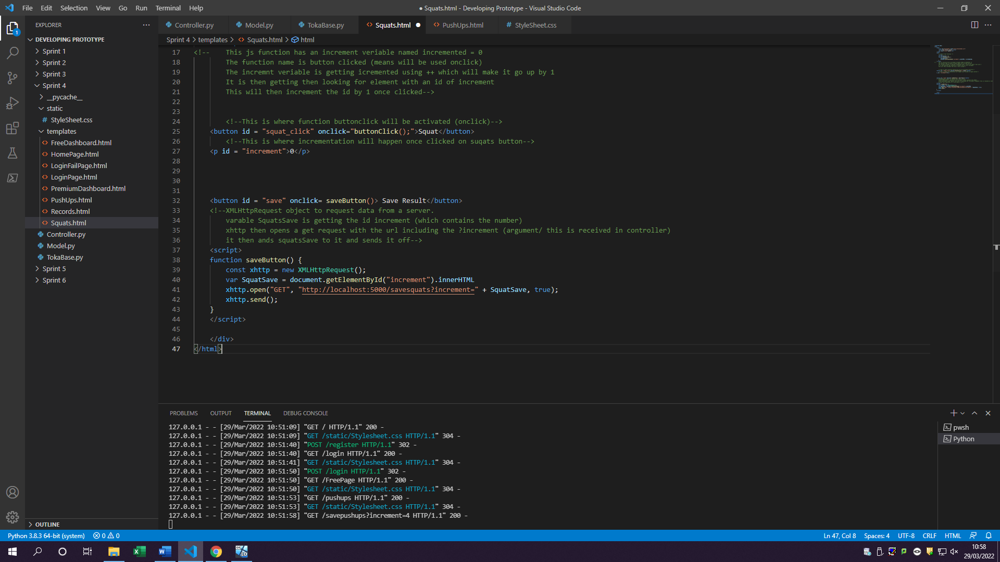 File Edit Selection View Go Run Terminal Help
● Squats.html - Developing Prototype - Visual Studio Code
EXPLORER
Controller.py Model.py TokaBase.py Squats.html PushUps.html StyleSheet.css
Sprint 4 > templates > Squats.html > html
DEVELOPING PROTOTYPE
Sprint 1
Sprint 2
Sprint 3
Sprint 4
__pycache__
static
StyleSheet.css
templates
FreeDashboard.html
HomePage.html
LoginFailPage.html
LoginPage.html
PremiumDashboard.html
PushUps.html
Records.html
Squats.html
Controller.py
Model.py
TokaBase.py
Sprint 5
Sprint 6
OUTLINE
1
17 <!-- This js function has an increment veriable named incremented = 0
18 The function name is button clicked (means will be used onclick)
19 The incremnt veriable is getting icremented using ++ which will make it go up by 1
20 It is then getting then looking for element with an id of increment
21 This will then increment the id by 1 once clicked-->
22
23
24 <!--This is where function buttonclick will be activated (onclick)-->
25 <button id = "squat_click" onclick="buttonClick();">Squat</button>
26 <!--This is where incrementation will happen once clicked on suqats button-->
27 <p id = "increment">0</p>
28
29
30
31
32 <button id = "save" onclick= saveButton()> Save Result</button>
33 <!--XMLHttpRequest object to request data from a server.
34 varable SquatsSave is getting the id increment (which contains the number)
35 xhttp then opens a get request with the url including the ?increment (argument/ this is received in controller)
36 it then ands squatsSave to it and sends it off-->
37 <script>
38 function saveButton() {
39 const xhttp = new XMLHttpRequest();
40 var SquatSave = document.getElementById("increment").innerHTML
41 xhttp.open("GET", "http://localhost:5000/savesquats?increment=" + SquatSave, true);
42 xhttp.send();
43 }
44 </script>
45
46 </div>
47 </html>
PROBLEMS OUTPUT TERMINAL DEBUG CONSOLE
127.0.0.1 - - [29/Mar/2022 10:51:09] "GET / HTTP/1.1" 200 -
127.0.0.1 - - [29/Mar/2022 10:51:09] "GET /static/Stylesheet.css HTTP/1.1" 304 -
127.0.0.1 - - [29/Mar/2022 10:51:40] "POST /register HTTP/1.1" 302 -
127.0.0.1 - - [29/Mar/2022 10:51:40] "GET /login HTTP/1.1" 200 -
127.0.0.1 - - [29/Mar/2022 10:51:41] "GET /static/Stylesheet.css HTTP/1.1" 304 -
127.0.0.1 - - [29/Mar/2022 10:51:50] "POST /login HTTP/1.1" 302 -
127.0.0.1 - - [29/Mar/2022 10:51:50] "GET /FreePage HTTP/1.1" 200 -
127.0.0.1 - - [29/Mar/2022 10:51:50] "GET /static/Stylesheet.css HTTP/1.1" 304 -
127.0.0.1 - - [29/Mar/2022 10:51:53] "GET /pushups HTTP/1.1" 200 -
127.0.0.1 - - [29/Mar/2022 10:51:53] "GET /static/Stylesheet.css HTTP/1.1" 304 -
127.0.0.1 - - [29/Mar/2022 10:51:58] "GET /savepushups?increment=4 HTTP/1.1" 200 -
pwsh
Python
Python 3.8.3 64-bit (system) 0 0 Ln 47, Col 8 Spaces: 4 UTF-8 CRLF HTML
10:58
29/03/2022